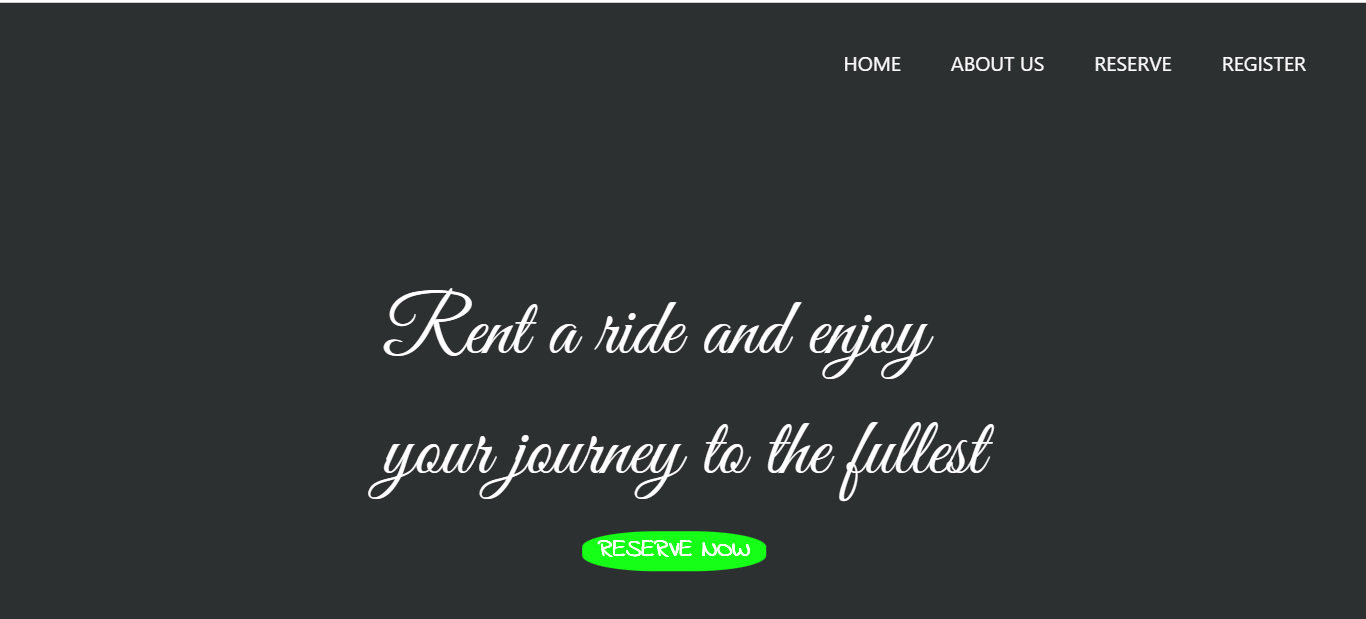 HOME ABOUT US RESERVE REGISTER
Rent a ride and enjoy
your journey to the fullest
RESERVE NOW